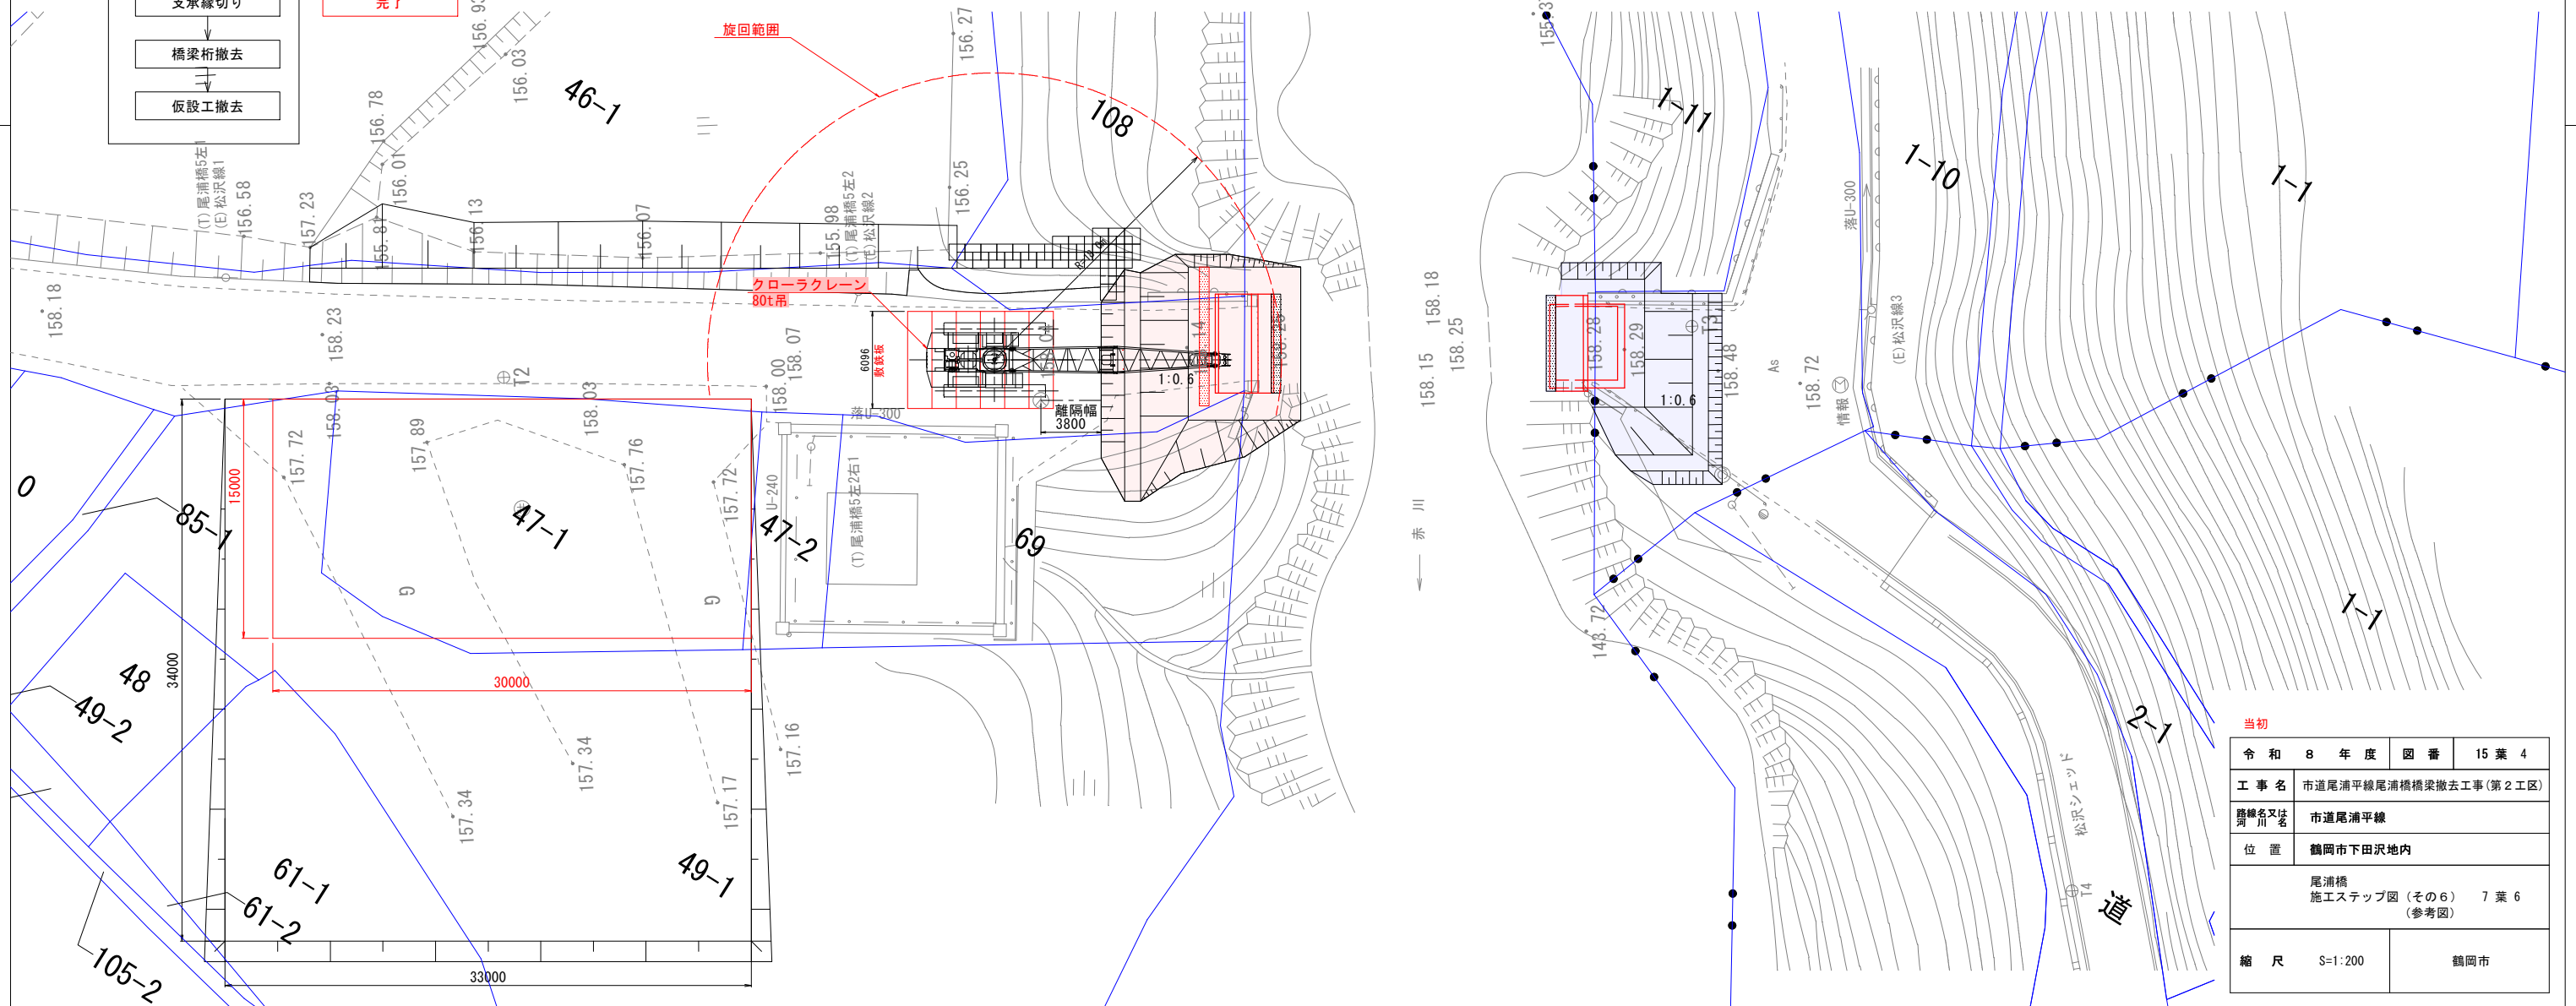 支承縁切り
完了
橋梁桁撤去
仮設工撤去
旋回範囲
クローラクレーン
80t吊
6096
敷鉄板
離隔幅
3800
1:0.6
1:0.6
46-1
108
1-11
1-10
1-1
1-1
2-1
道
0
85-1
47-1
47-2
69
48
49-2
61-1
61-2
105-2
49-1
15000
30000
34000
33000
(T)尾浦橋5左1
(E)松沢線1
(T)尾浦橋5左2
(E)松沢線2
(T)尾浦橋5左2右1
(E)松沢線3
156.03
156.27
156.78
156.01
156.58
157.23
156.13
156.07
155.98
156.25
158.18
158.23
158.07
158.00
158.03
158.03
157.72
157.89
157.76
157.72
157.34
157.34
157.17
157.16
158.18
158.25
158.15
158.28
158.29
158.48
158.72
143.72
T2
T3
T4
As
情報
落U-300
落U-300
U-240
G
G
赤 川
松沢シェッド
当初
令 和 8 年 度 図 番 15 葉 4
工 事 名 市道尾浦平線尾浦橋橋梁撤去工事(第2工区)
路線名又は
河 川 名
市道尾浦平線
位 置 鶴岡市下田沢地内
尾浦橋
施工ステップ図(その6) 7 葉 6
(参考図)
縮 尺 S=1:200 鶴岡市